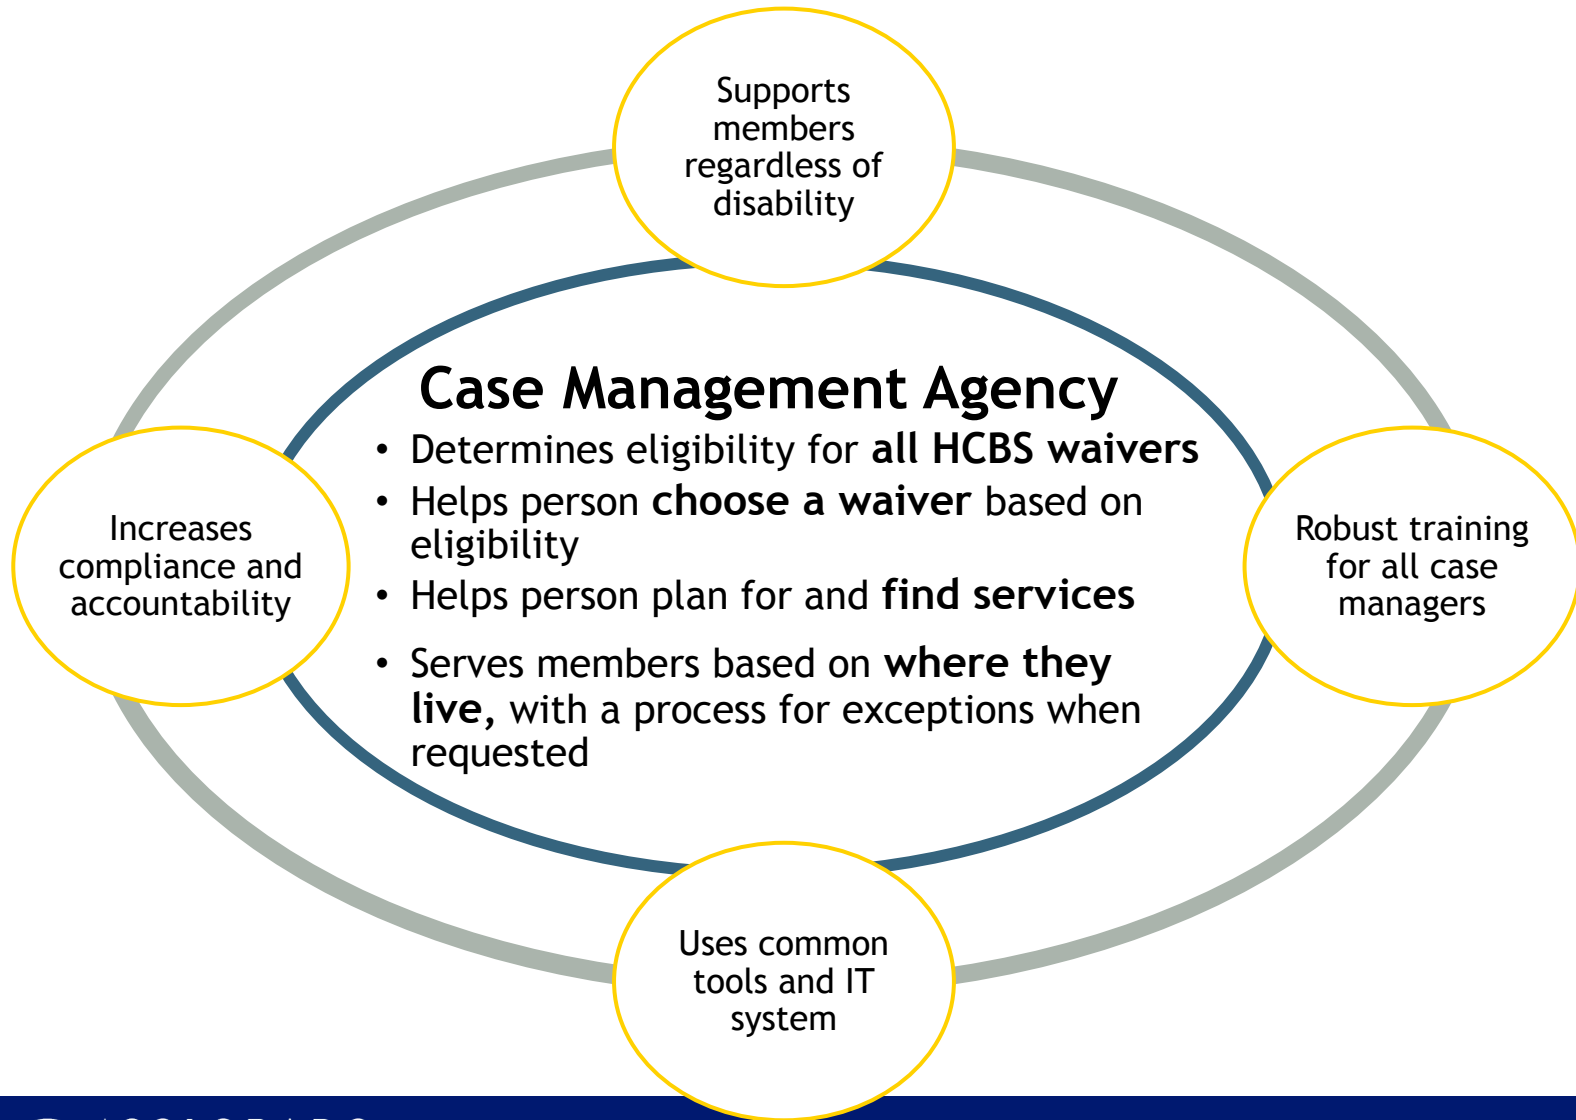 Supports
members
regardless of
disability
Case Management Agency
• Determines eligibility for all HCBS waivers
• Helps person choose a waiver based on
eligibility
• Helps person plan for and find services
• Serves members based on where they
live, with a process for exceptions when
requested
Increases
compliance and
accountability
Robust training
for all case
managers
Uses common
tools and IT
system